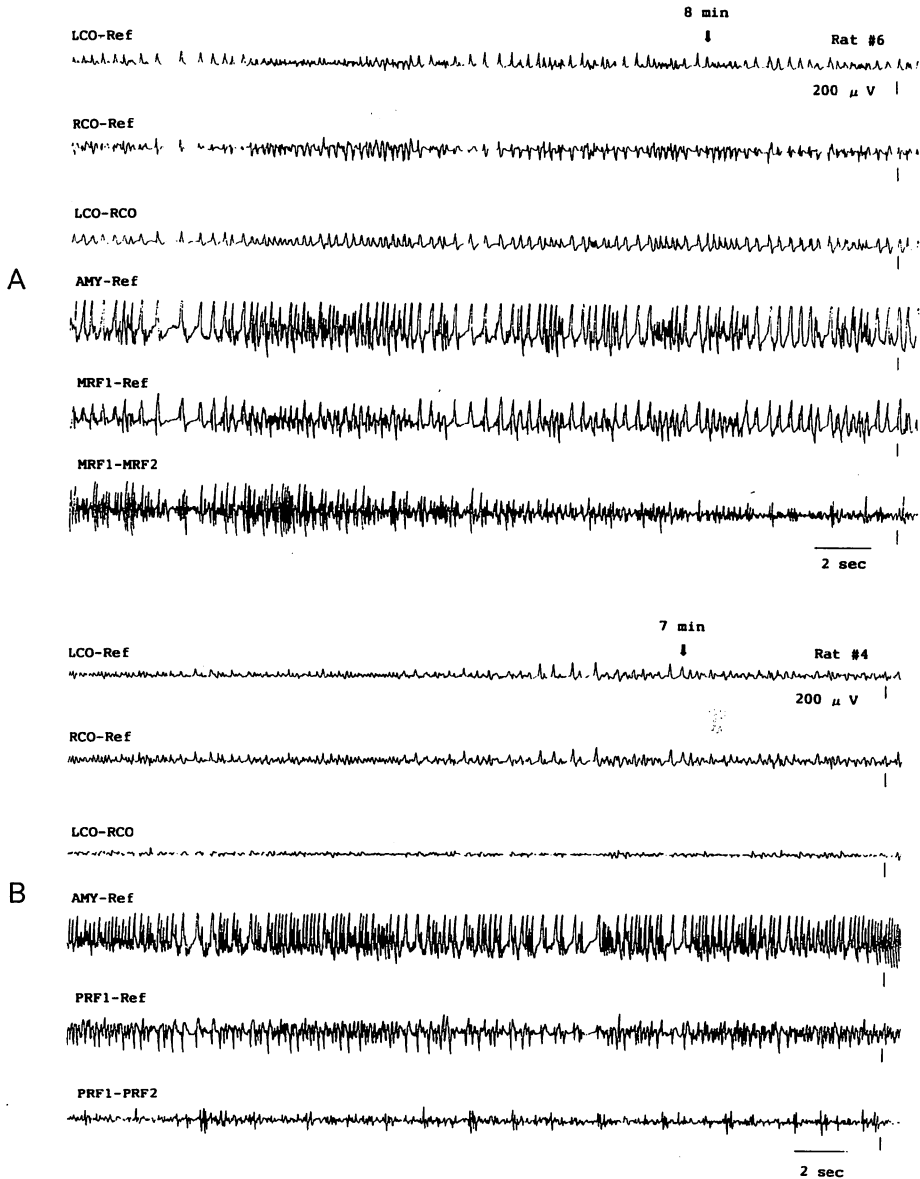 8 min
LCO-Ref
Rat #6
200 μ V
RCO-Ref
LCO-RCO
A
AMY-Ref
MRF1-Ref
MRF1-MRF2
2 sec
7 min
LCO-Ref
Rat #4
200 μ V
RCO-Ref
LCO-RCO
B
AMY-Ref
PRF1-Ref
PRF1-PRF2
2 sec